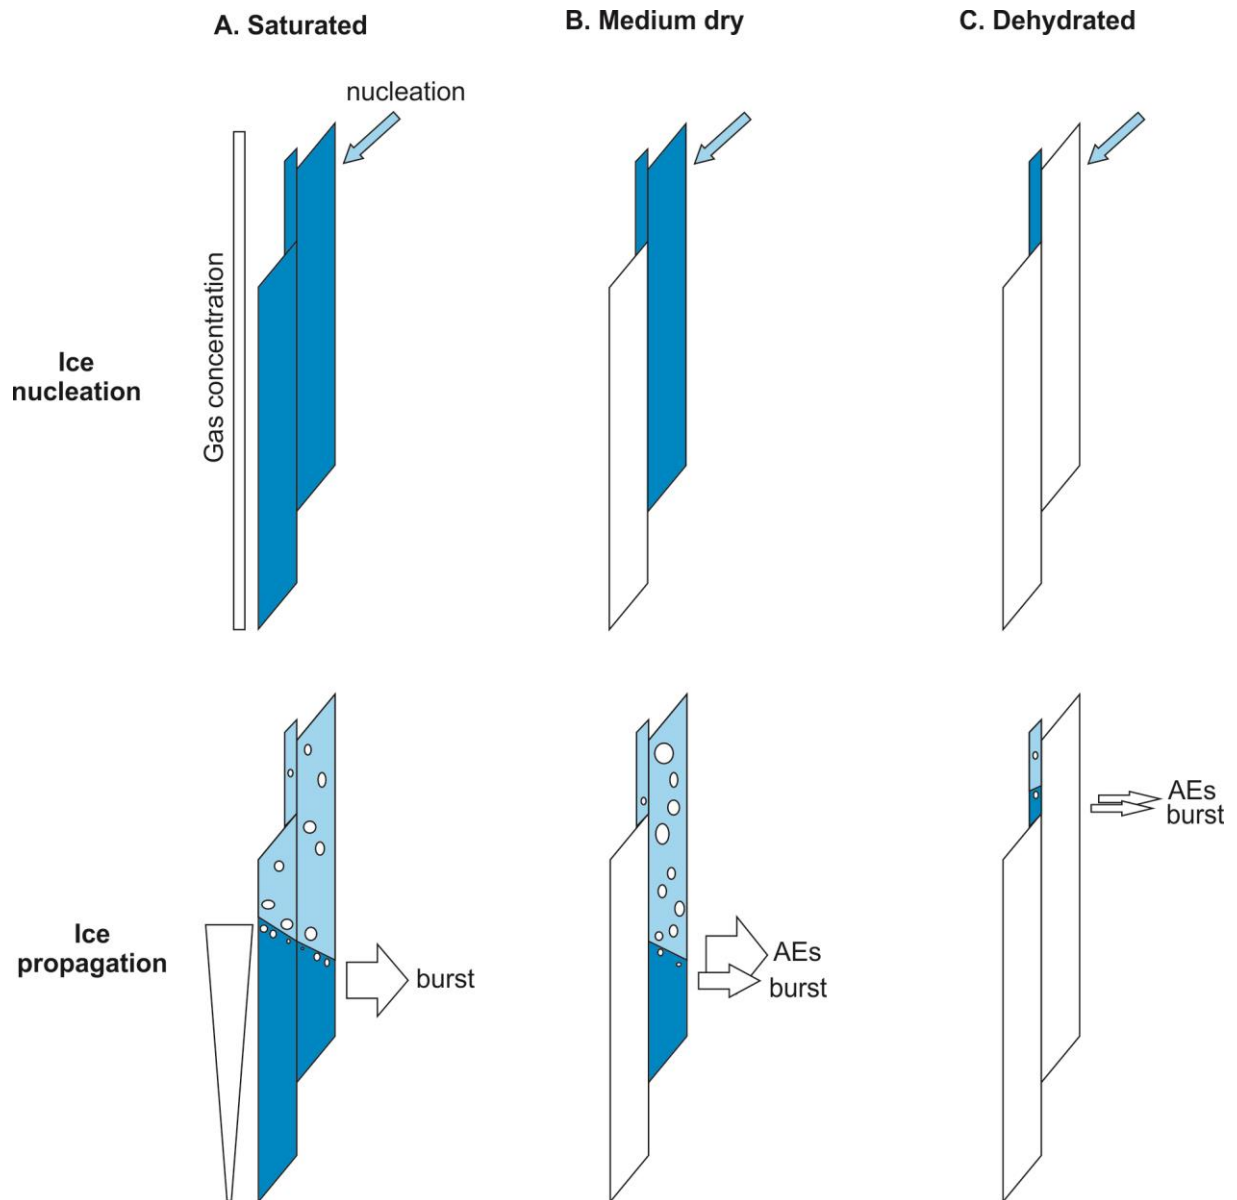 A. Saturated
B. Medium dry
C. Dehydrated
nucleation
Gas concentration
Ice
nucleation
Ice
propagation
burst
AEs
burst
AEs
burst